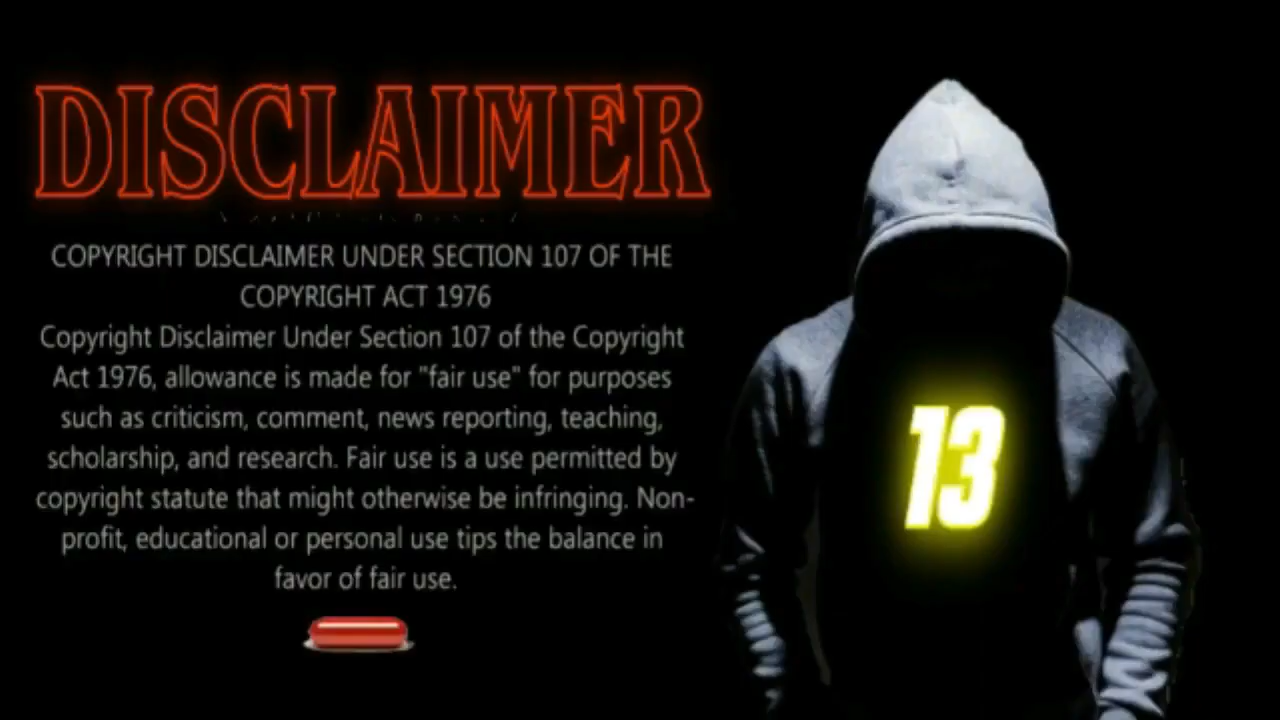 DISCLAIMER
COPYRIGHT DISCLAIMER UNDER SECTION 107 OF THE
COPYRIGHT ACT 1976
Copyright Disclaimer Under Section 107 of the Copyright
Act 1976, allowance is made for "fair use" for purposes
such as criticism, comment, news reporting, teaching,
scholarship, and research. Fair use is a use permitted by
copyright statute that might otherwise be infringing. Non-
profit, educational or personal use tips the balance in
favor of fair use.
13